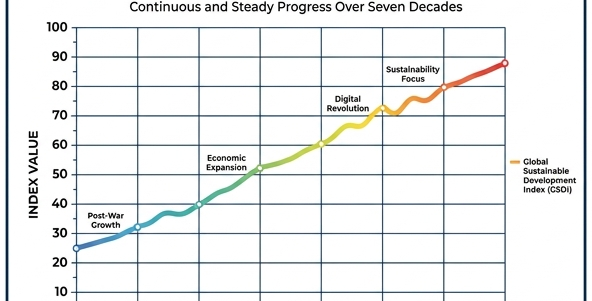 Continuous and Steady Progress Over Seven Decades
100
90
80
70
60
50
40
30
20
10
INDEX VALUE
Post-War
Growth
Economic
Expansion
Digital
Revolution
Sustainability
Focus
Global
Sustainable
Development
Index (CSDi)